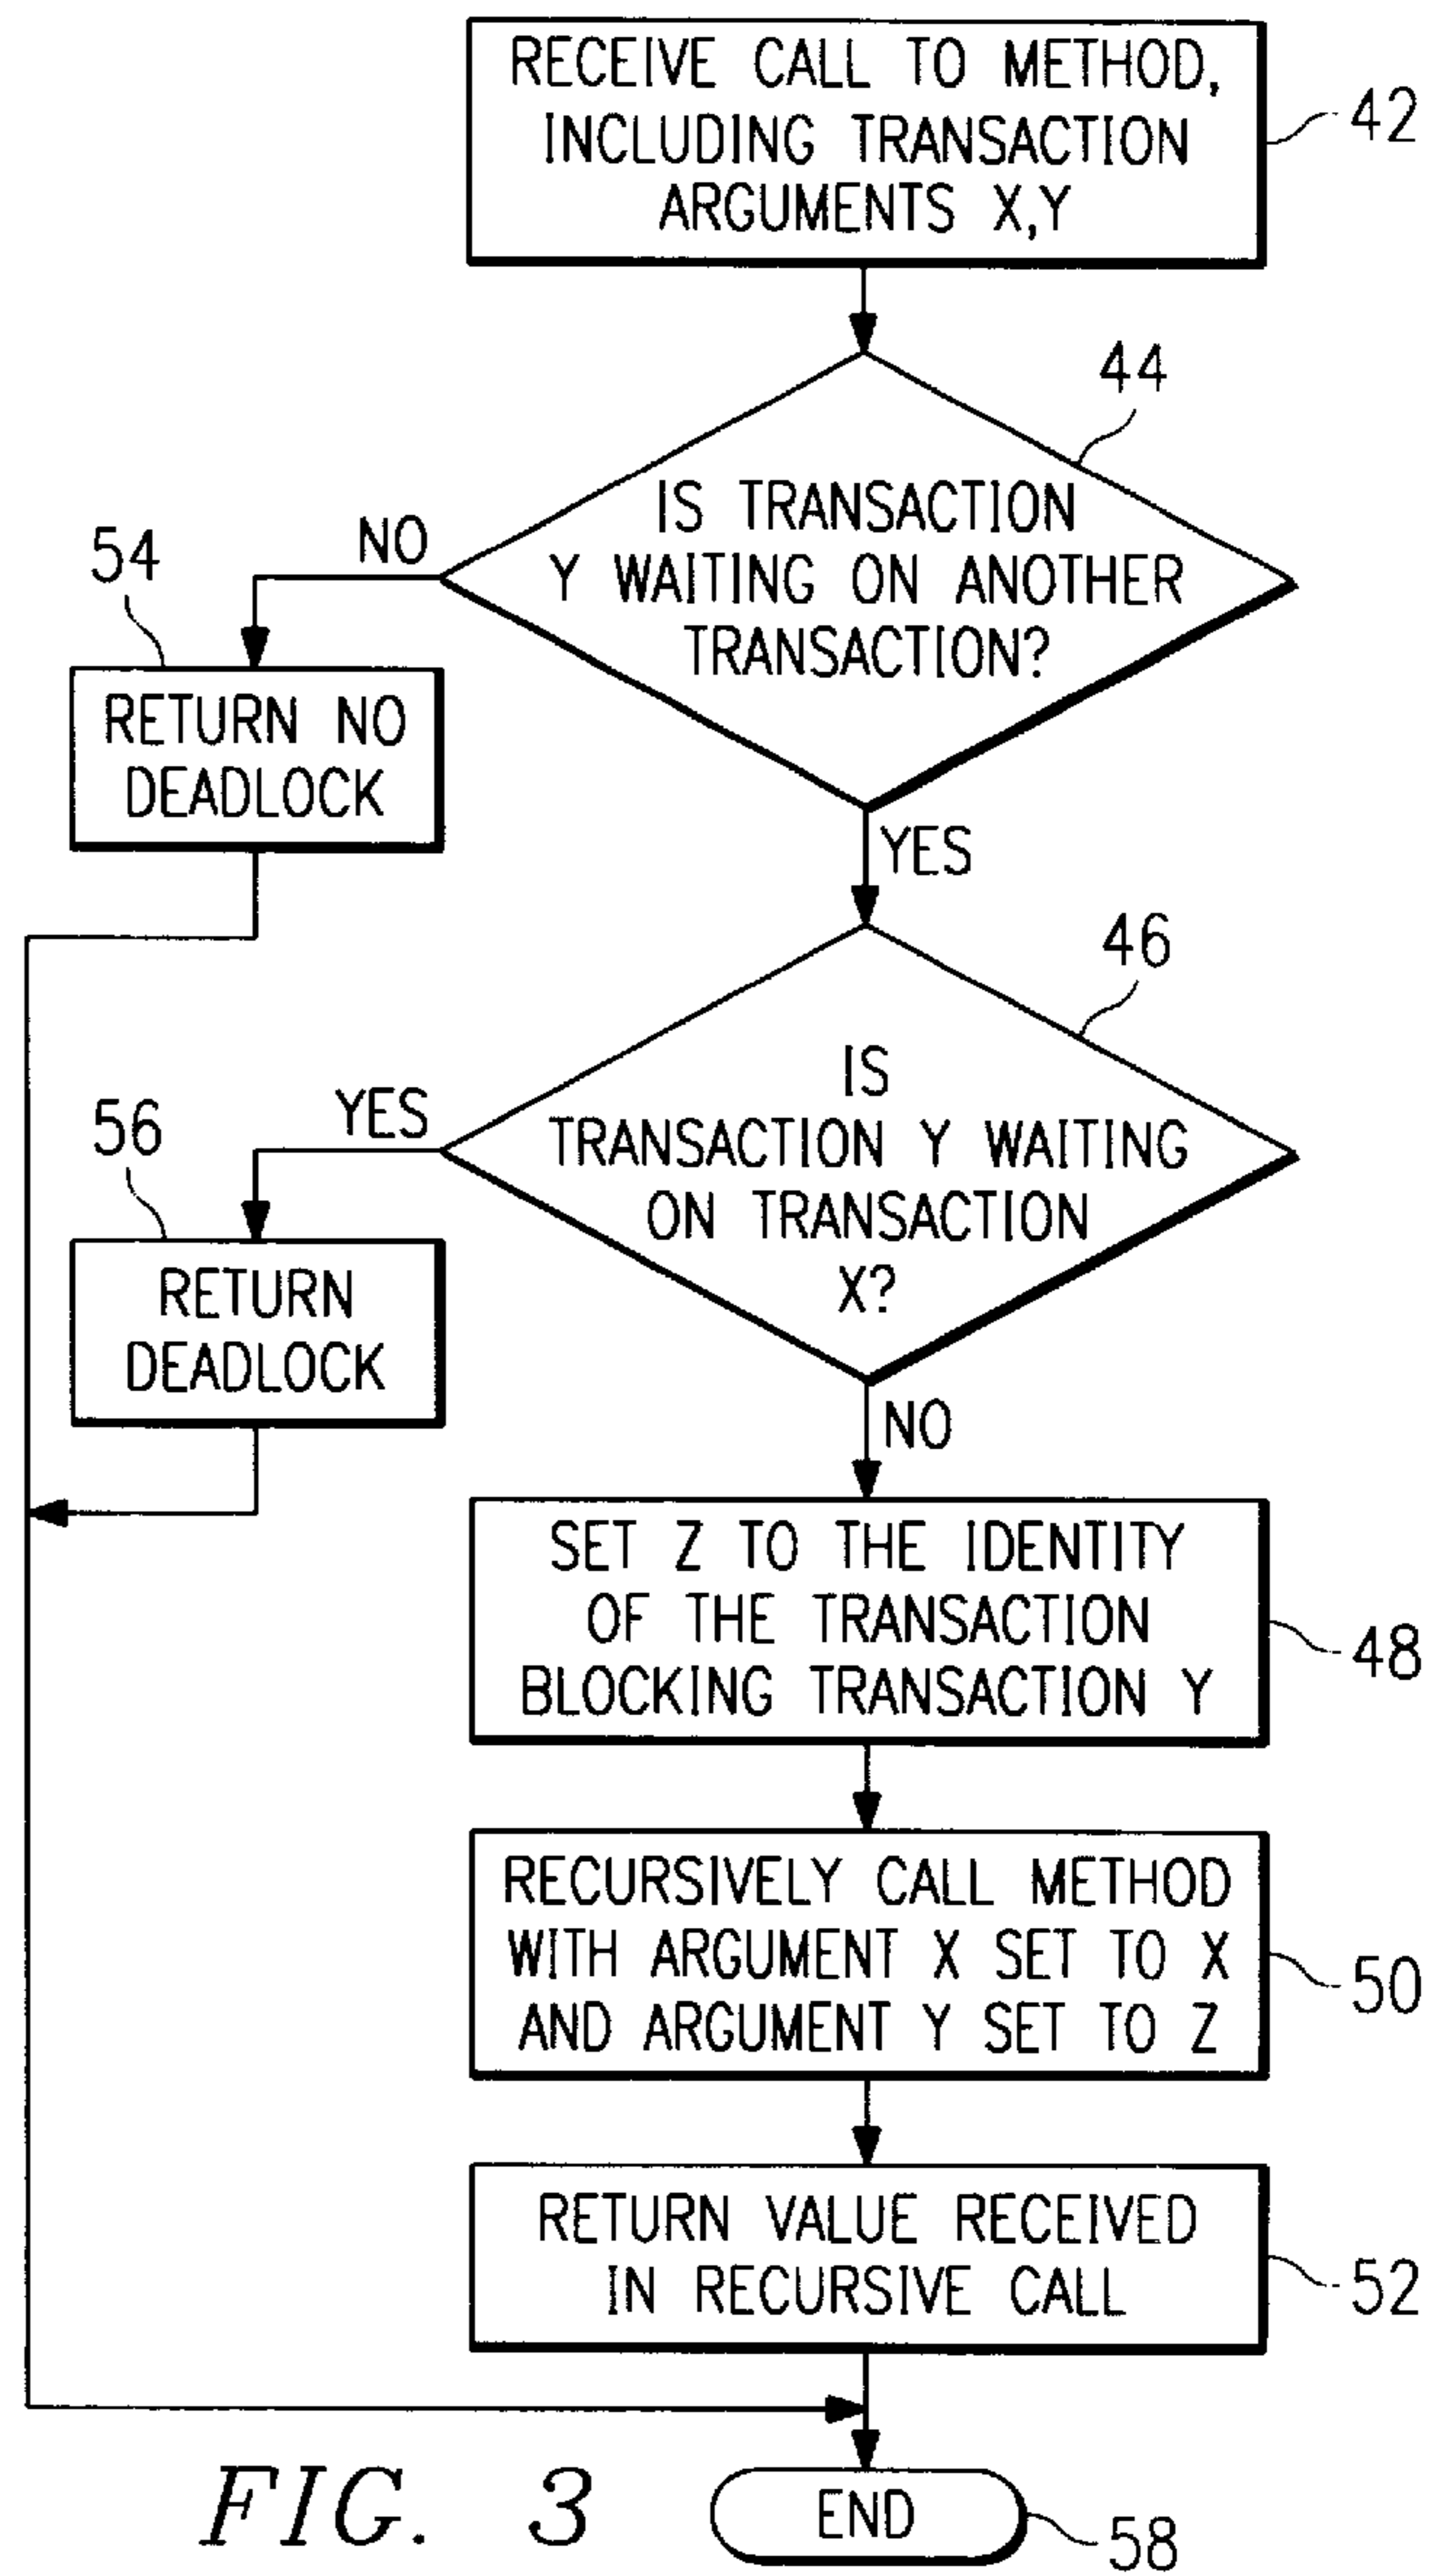 RECEIVE CALL TO METHOD,
INCLUDING TRANSACTION
ARGUMENTS X,Y
42
44
IS TRANSACTION
Y WAITING ON ANOTHER
TRANSACTION?
NO
54
RETURN NO
DEADLOCK
YES
46
IS
TRANSACTION Y WAITING
ON TRANSACTION
X?
YES
56
RETURN
DEADLOCK
NO
SET Z TO THE IDENTITY
OF THE TRANSACTION
BLOCKING TRANSACTION Y
48
RECURSIVELY CALL METHOD
WITH ARGUMENT X SET TO X
AND ARGUMENT Y SET TO Z
50
RETURN VALUE RECEIVED
IN RECURSIVE CALL
52
END
58
FIG. 3